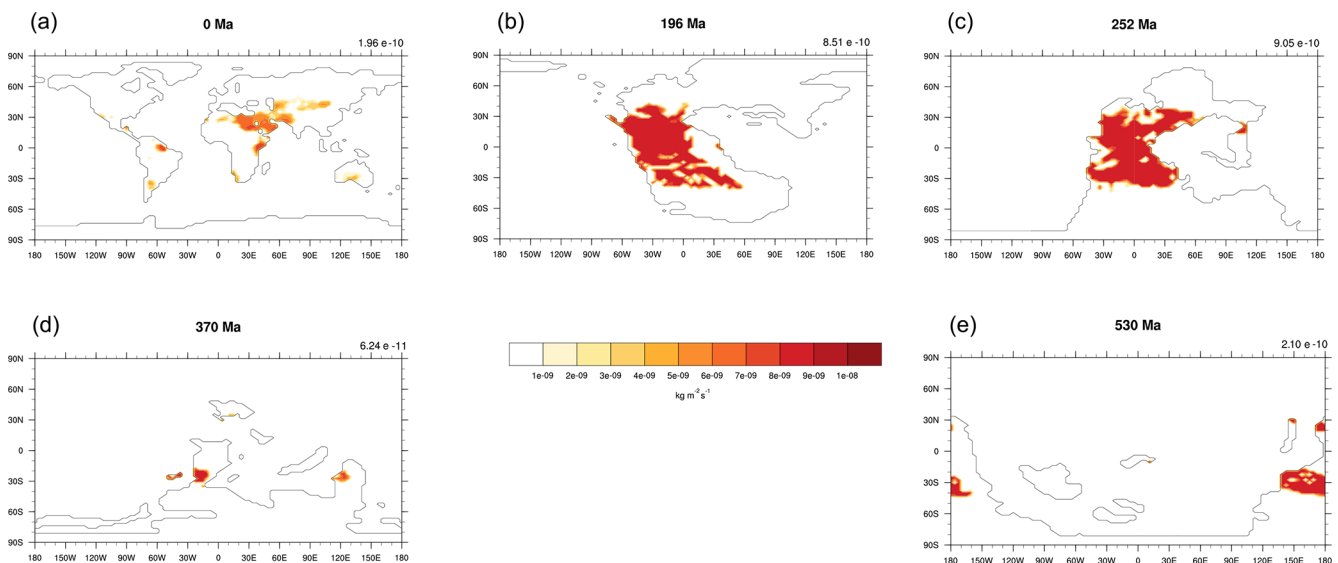 (a)
0 Ma
1.96 e -10
90N
60N
30N
0
30S
60S
90S
180 150W 120W 90W 60W 30W 0 30E 60E 90E 120E 150E 180
(b)
196 Ma
8.51 e -10
90N
60N
30N
0
30S
60S
90S
180 150W 120W 90W 60W 30W 0 30E 60E 90E 120E 150E 180
(c)
252 Ma
9.05 e -10
90N
60N
30N
0
30S
60S
90S
180 150W 120W 90W 60W 30W 0 30E 60E 90E 120E 150E 180
(d)
370 Ma
6.24 e -11
90N
60N
30N
0
30S
60S
90S
180 150W 120W 90W 60W 30W 0 30E 60E 90E 120E 150E 180
1e-09 2e-09 3e-09 4e-09 5e-09 6e-09 7e-09 8e-09 9e-09 1e-08
kg m⁻²s⁻¹
(e)
530 Ma
2.10 e -10
90N
60N
30N
0
30S
60S
90S
180 150W 120W 90W 60W 30W 0 30E 60E 90E 120E 150E 180